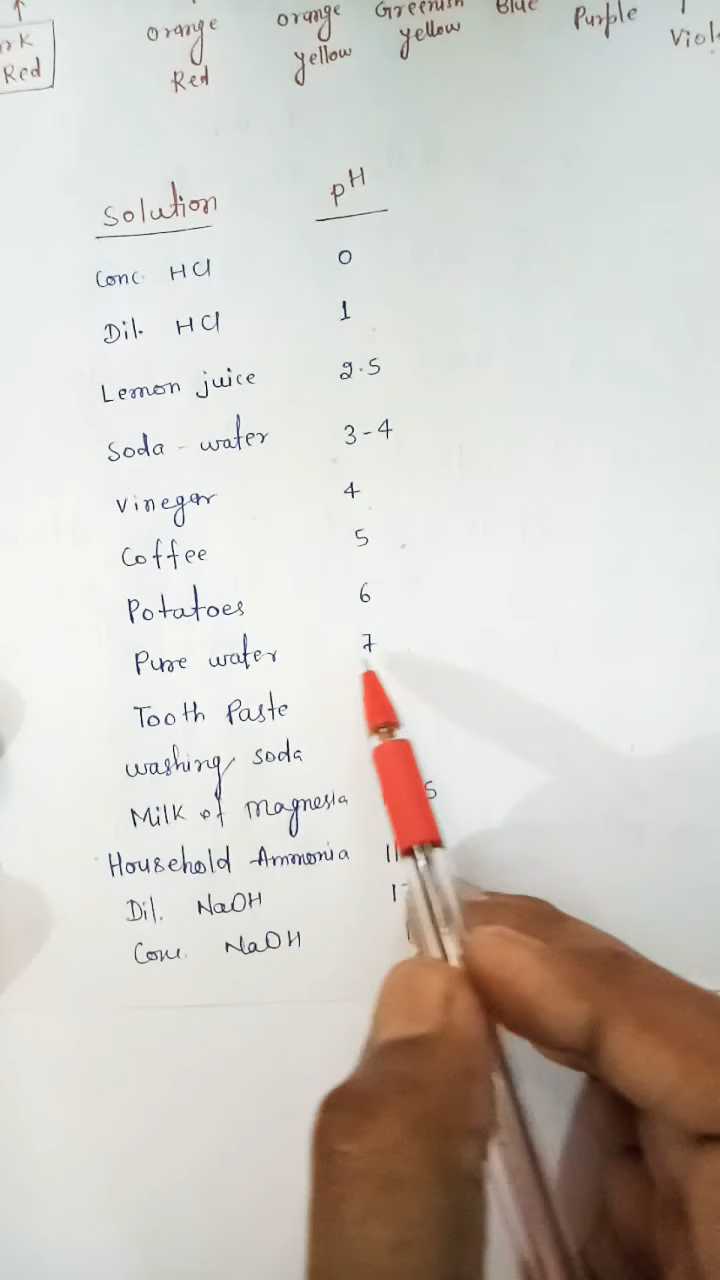 orange orange Greenish Blue Purple
Red Red yellow yellow
Solution pH
Conc HCl 0
Dil. HCl 1
Lemon juice 2.5
Soda - water 3-4
Vinegar 4
Coffee 5
Potatoes 6
Pure water 7
Tooth Paste
washing soda
Milk of magnesia 5
Household Ammonia 11
Dil. NaOH
Conc. NaOH